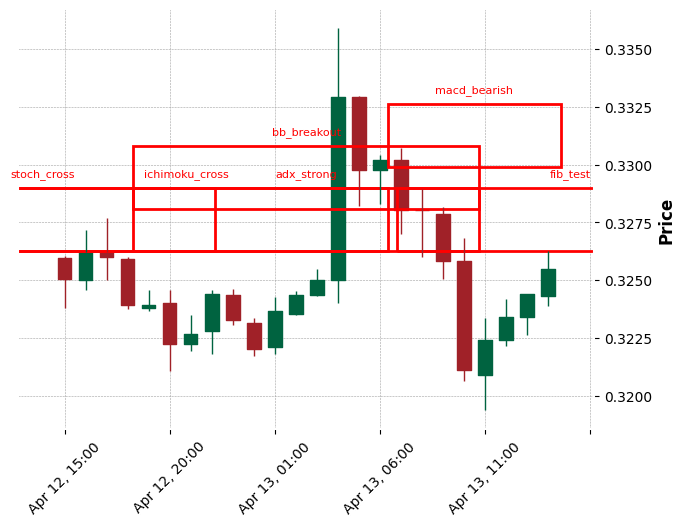 0.3350
macd_bearish
0.3325
bb_breakout
0.3300
stoch_cross
ichimoku_cross
adx_strong
fib_test
0.3275
Price
0.3250
0.3225
0.3200
Apr 12, 15:00
Apr 12, 20:00
Apr 13, 01:00
Apr 13, 06:00
Apr 13, 11:00